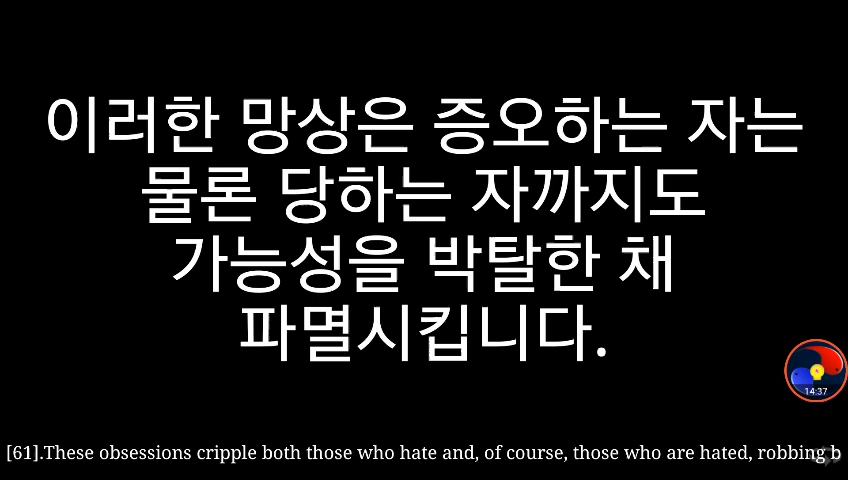 이러한 망상은 증오하는 자는
물론 당하는 자까지도
가능성을 박탈한 채
파멸시킵니다.
14:37
[61].These obsessions cripple both those who hate and, of course, those who are hated, robbing b